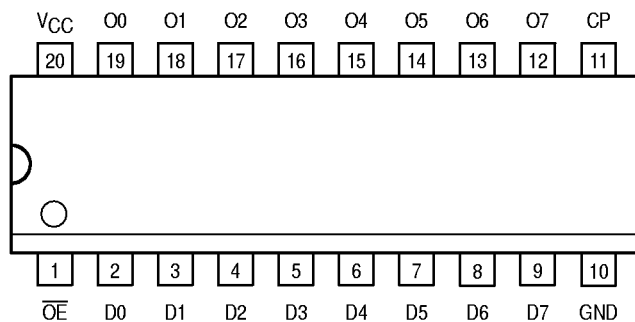 VCC O0 O1 O2 O3 O4 O5 O6 O7 CP
20 19 18 17 16 15 14 13 12 11
1 2 3 4 5 6 7 8 9 10
O̅E̅ D0 D1 D2 D3 D4 D5 D6 D7 GND